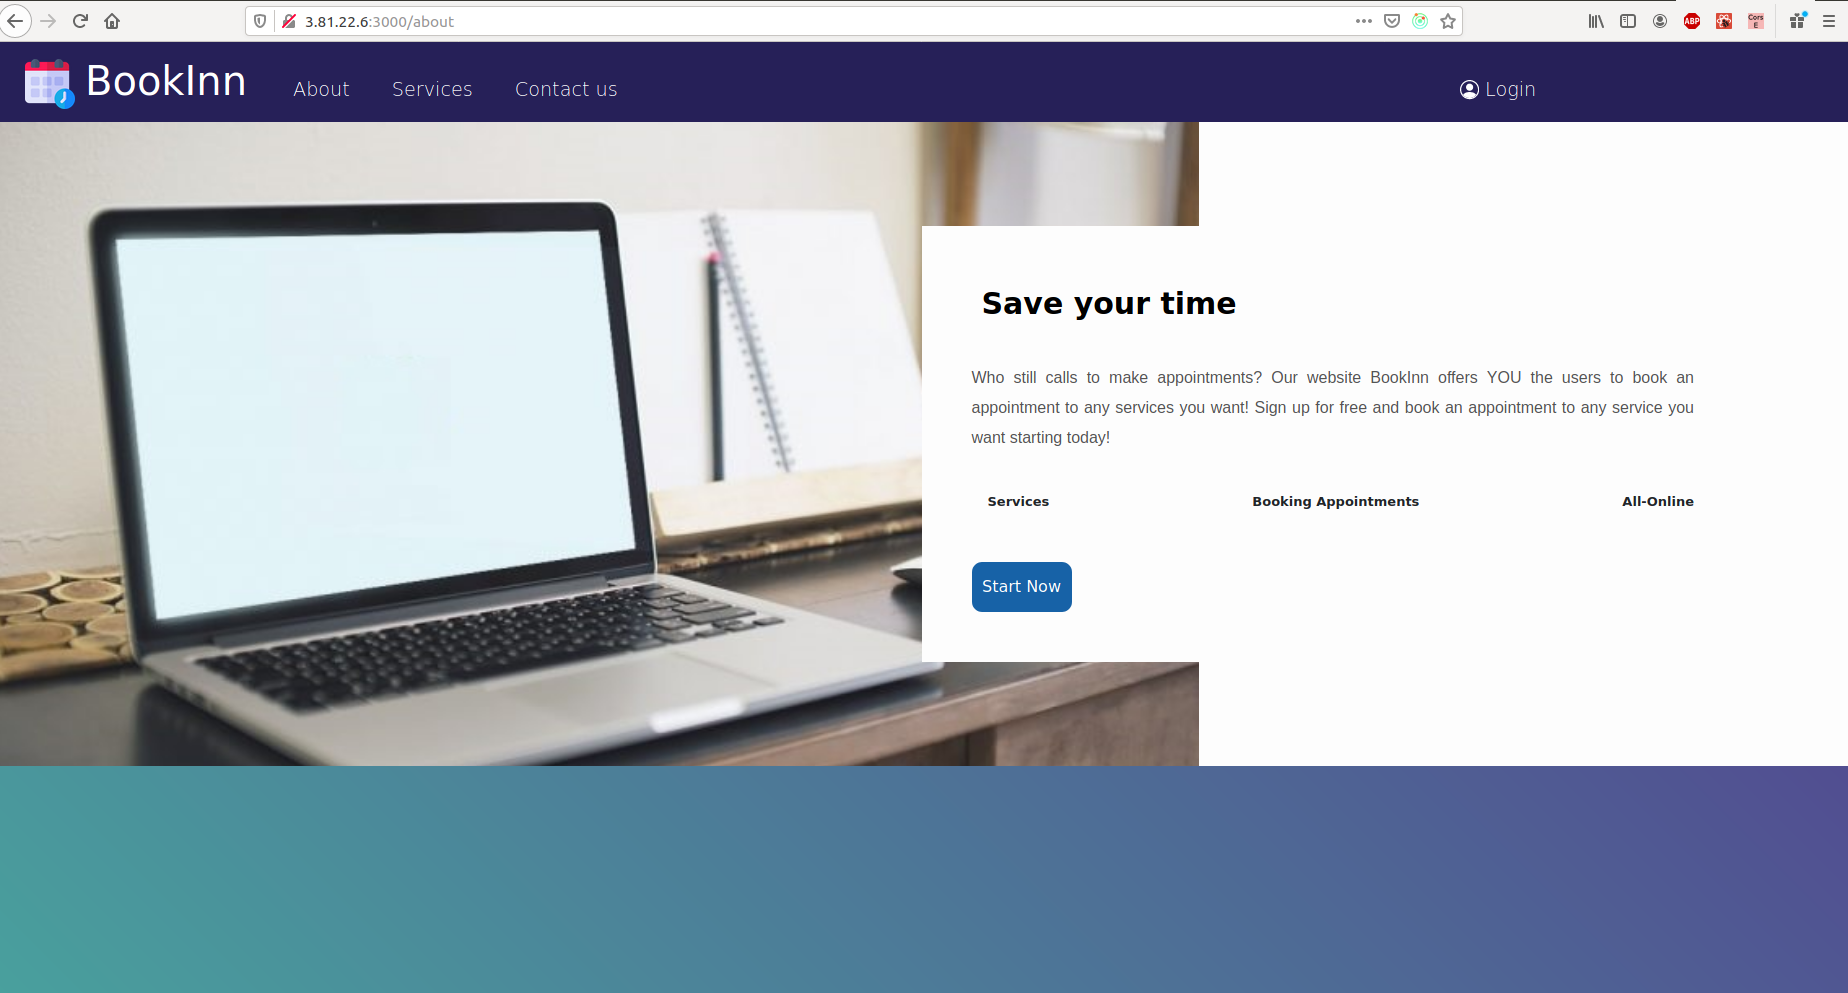 3.81.22.6:3000/about
ABP
Cors
E
BookInn
About
Services
Contact us
Login
Save your time
Who still calls to make appointments? Our website BookInn offers YOU the users to book an
appointment to any services you want! Sign up for free and book an appointment to any service you
want starting today!
Services
Booking Appointments
All-Online
Start Now